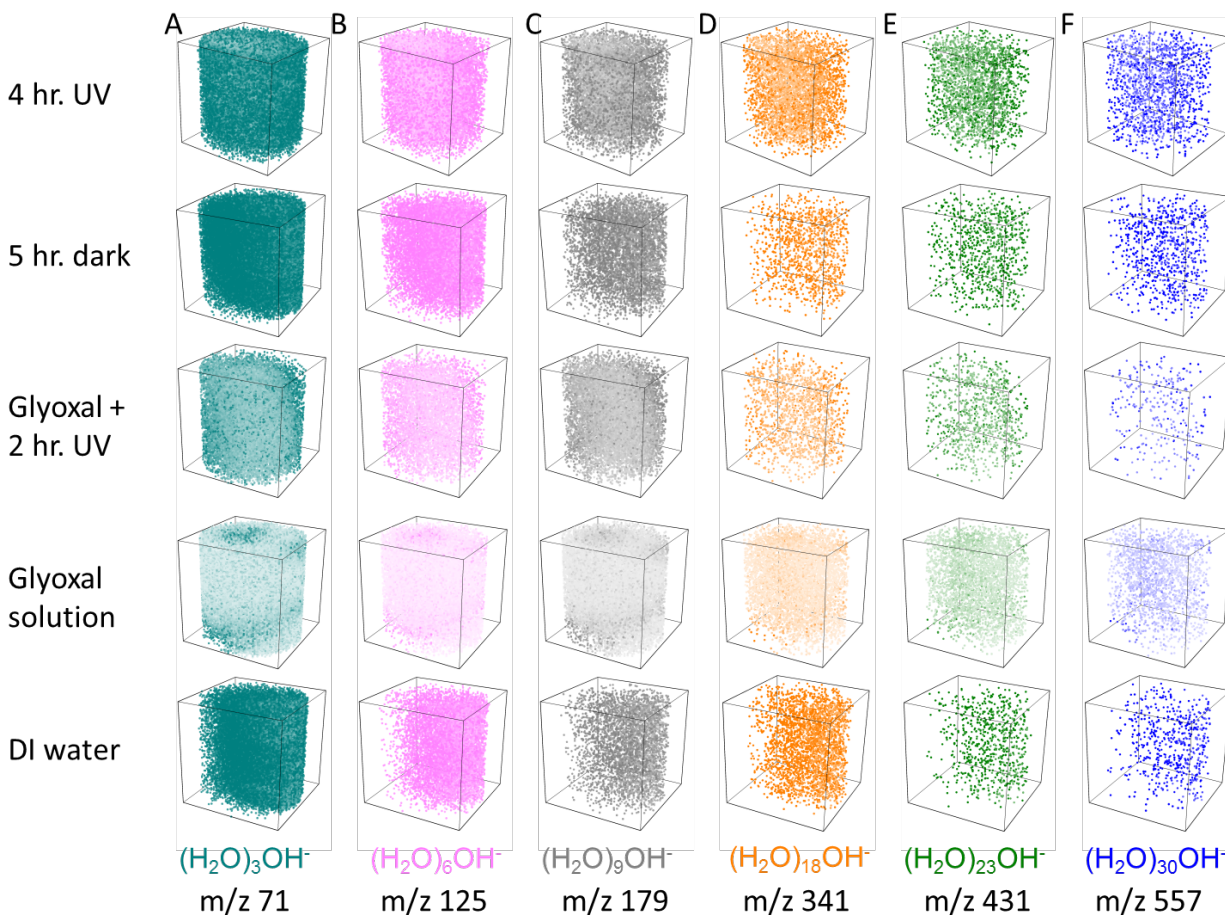 A B C D E F
4 hr. UV
5 hr. dark
Glyoxal +
2 hr. UV
Glyoxal
solution
DI water
(H₂O)₃OH⁻ (H₂O)₆OH⁻ (H₂O)₉OH⁻ (H₂O)₁₈OH⁻ (H₂O)₂₃OH⁻ (H₂O)₃₀OH⁻
m/z 71 m/z 125 m/z 179 m/z 341 m/z 431 m/z 557